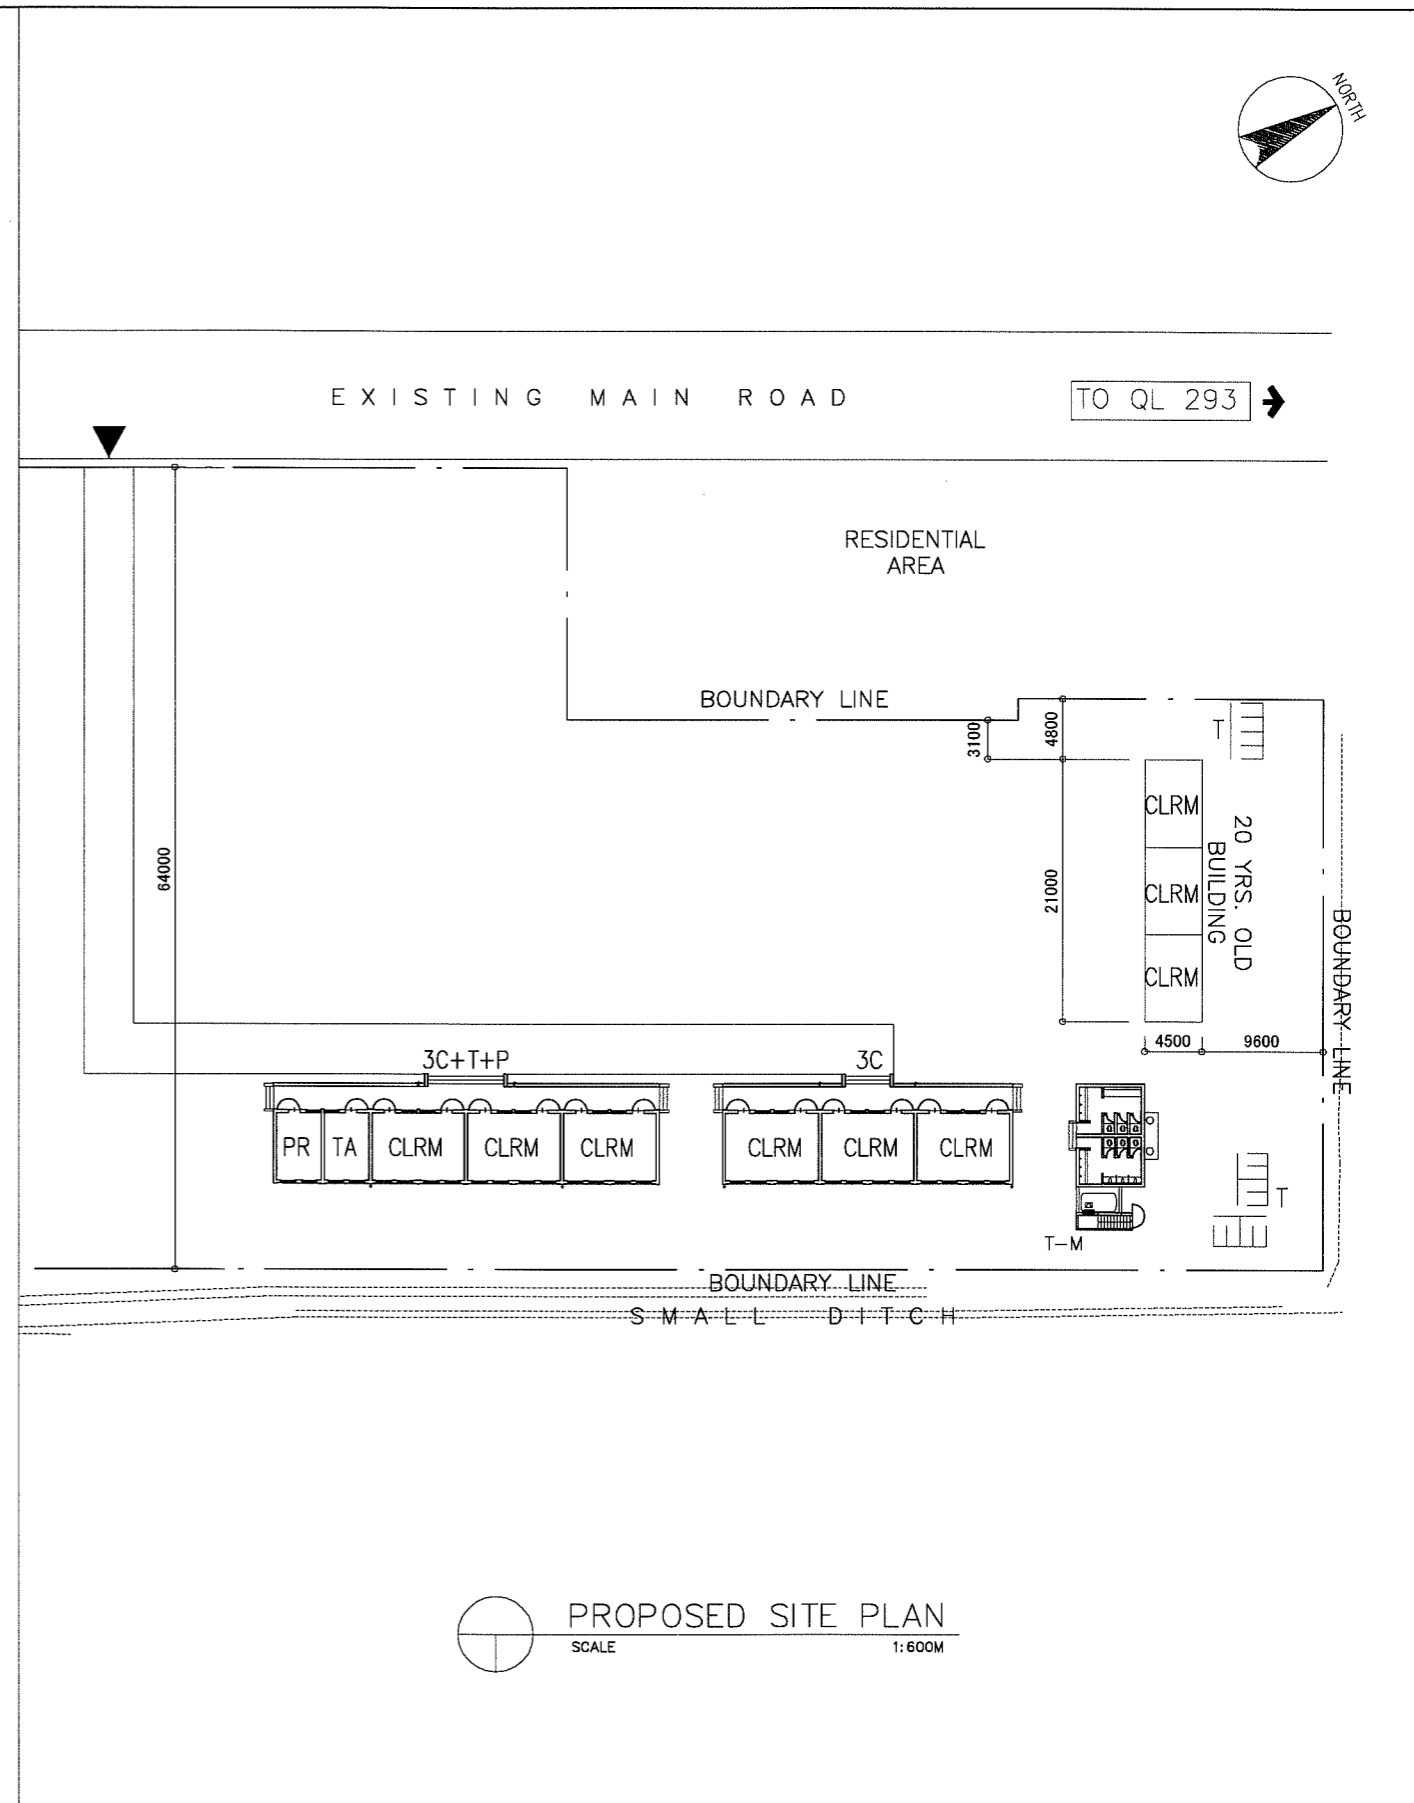 NORTH
EXISTING MAIN ROAD
TO QL 293
RESIDENTIAL
AREA
BOUNDARY LINE
3100
4800
T
CLRM
CLRM
CLRM
20 YRS. OLD
BUILDING
21000
64000
BOUNDARY LINE
4500
9600
3C+T+P
3C
PR
TA
CLRM
CLRM
CLRM
CLRM
CLRM
CLRM
T
T-M
BOUNDARY LINE
SMALL DITCH
PROPOSED SITE PLAN
SCALE 1:600M